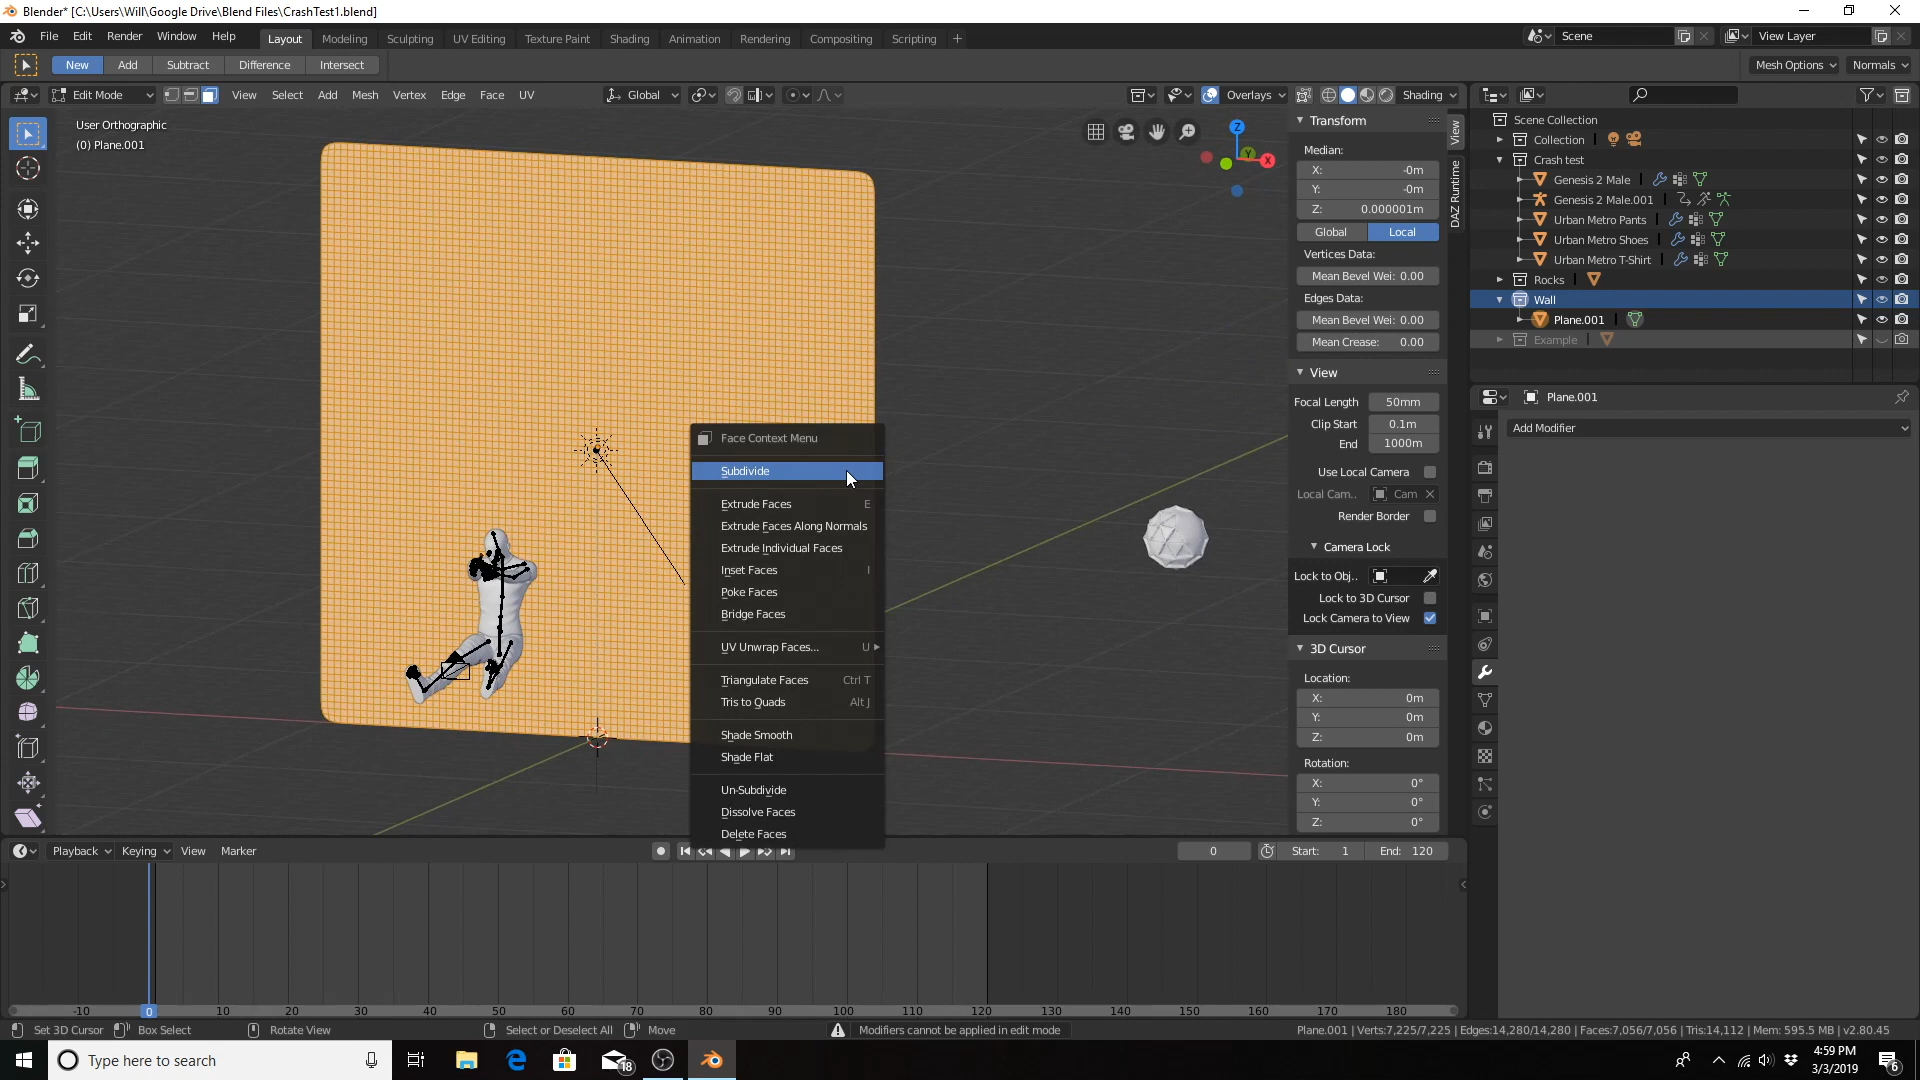 Blender* [C:\Users\Will\Google Drive\Blend Files\CrashTest1.blend]
File Edit Render Window Help Layout Modeling Sculpting UV Editing Texture Paint Shading Animation Rendering Compositing Scripting + Scene View Layer
New Add Subtract Difference Intersect Mesh Options Normals
Edit Mode View Select Add Mesh Vertex Edge Face UV Global Overlays Shading
User Orthographic
(0) Plane.001
Z
Y
X
Face Context Menu
Subdivide
Extrude Faces E
Extrude Faces Along Normals
Extrude Individual Faces
Inset Faces I
Poke Faces
Bridge Faces
UV Unwrap Faces... U
Triangulate Faces Ctrl T
Tris to Quads Alt J
Shade Smooth
Shade Flat
Un-Subdivide
Dissolve Faces
Delete Faces
Transform
Median:
X: -0m
Y: -0m
Z: 0.000001m
Global Local
Vertices Data:
Mean Bevel Wei: 0.00
Edges Data:
Mean Bevel Wei: 0.00
Mean Crease: 0.00
View
Focal Length 50mm
Clip Start 0.1m
End 1000m
Use Local Camera
Local Cam.. Cam
Render Border
Camera Lock
Lock to Obj..
Lock to 3D Cursor
Lock Camera to View
3D Cursor
Location:
X: 0m
Y: 0m
Z: 0m
Rotation:
X: 0°
Y: 0°
Z: 0°
View
DAZ Runtime
Scene Collection
Collection
Crash test
Genesis 2 Male
Genesis 2 Male.001
Urban Metro Pants
Urban Metro Shoes
Urban Metro T-Shirt
Rocks
Wall
Plane.001
Example
Plane.001
Add Modifier
Playback Keying View Marker 0 Start: 1 End: 120
-10 0 10 20 30 40 50 60 70 80 90 100 110 120 130 140 150 160 170 180
Set 3D Cursor Box Select Rotate View Select or Deselect All Move Modifiers cannot be applied in edit mode Plane.001 | Verts:7,225/7,225 | Edges:14,280/14,280 | Faces:7,056/7,056 | Tris:14,112 | Mem: 595.5 MB | v2.80.45
Type here to search 18 4:59 PM
3/3/2019 6